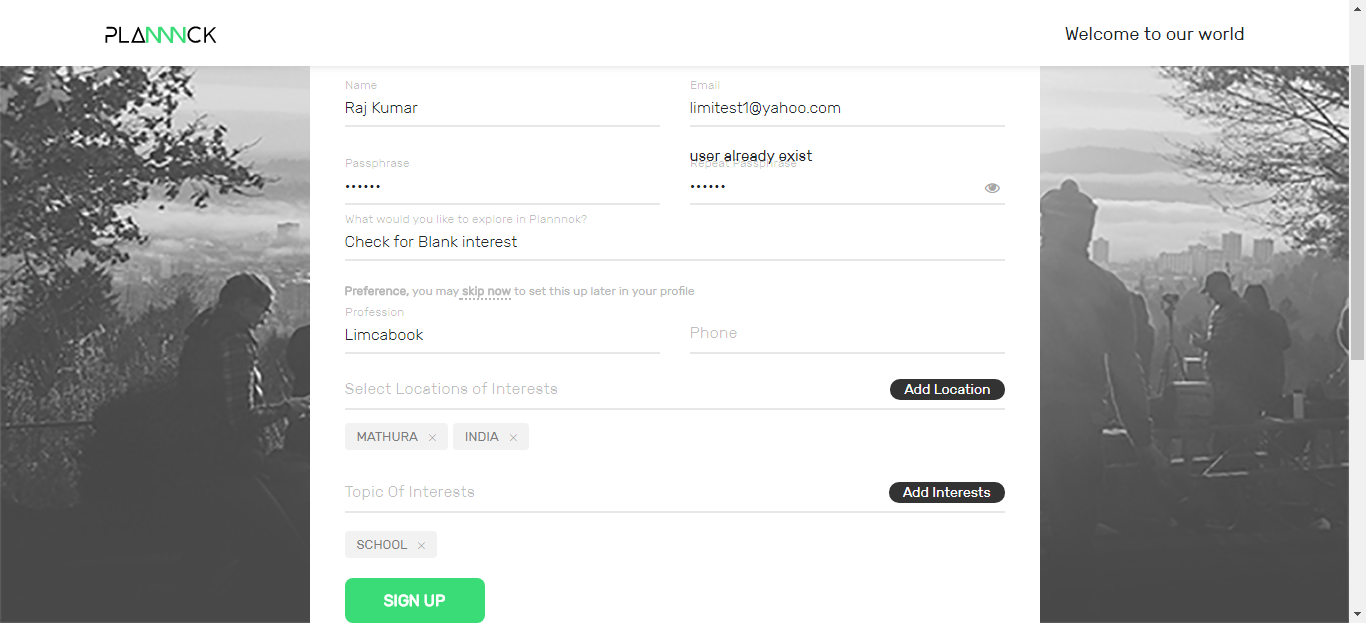 PLANNNCK
Welcome to our world
Name
Email
Raj Kumar
limitest1@yahoo.com
user already exist
Passphrase
Repeat Passphrase
••••••
••••••
What would you like to explore in Plannnok?
Check for Blank interest
Preference, you may skip now to set this up later in your profile
Profession
Limcabook
Phone
Select Locations of Interests
Add Location
MATHURA ×
INDIA ×
Topic Of Interests
Add Interests
SCHOOL ×
SIGN UP